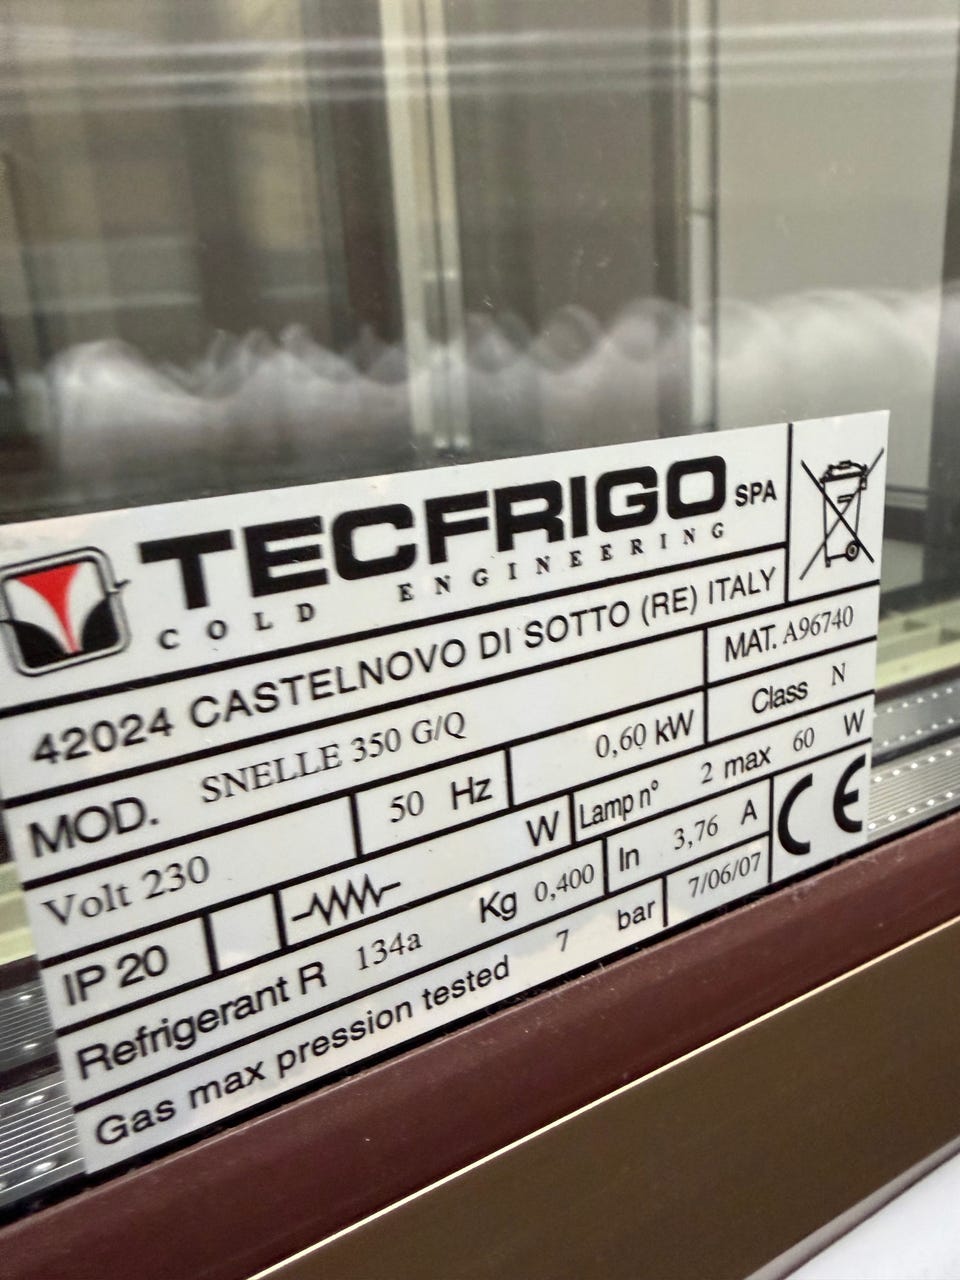 TECFRIGO SPA
COLD ENGINEERING
42024 CASTELNOVO DI SOTTO (RE) ITALY
MOD. SNELLE 350 G/Q MAT. A96740
Volt 230 50 Hz 0,60 kW Class N
IP 20 W Lamp n° 2 max 60 W
Refrigerant R 134a Kg 0,400 In 3,76 A
Gas max pression tested 7 bar 7/06/07 CE